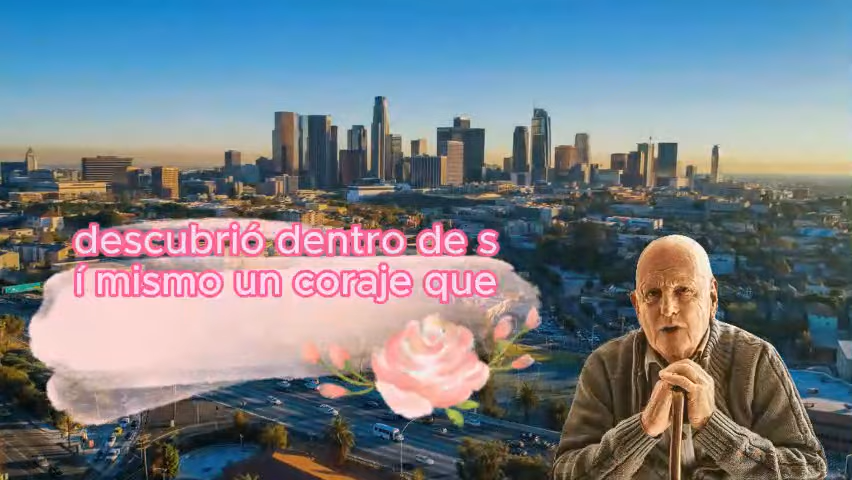 descubrió dentro de s
í mismo un coraje que